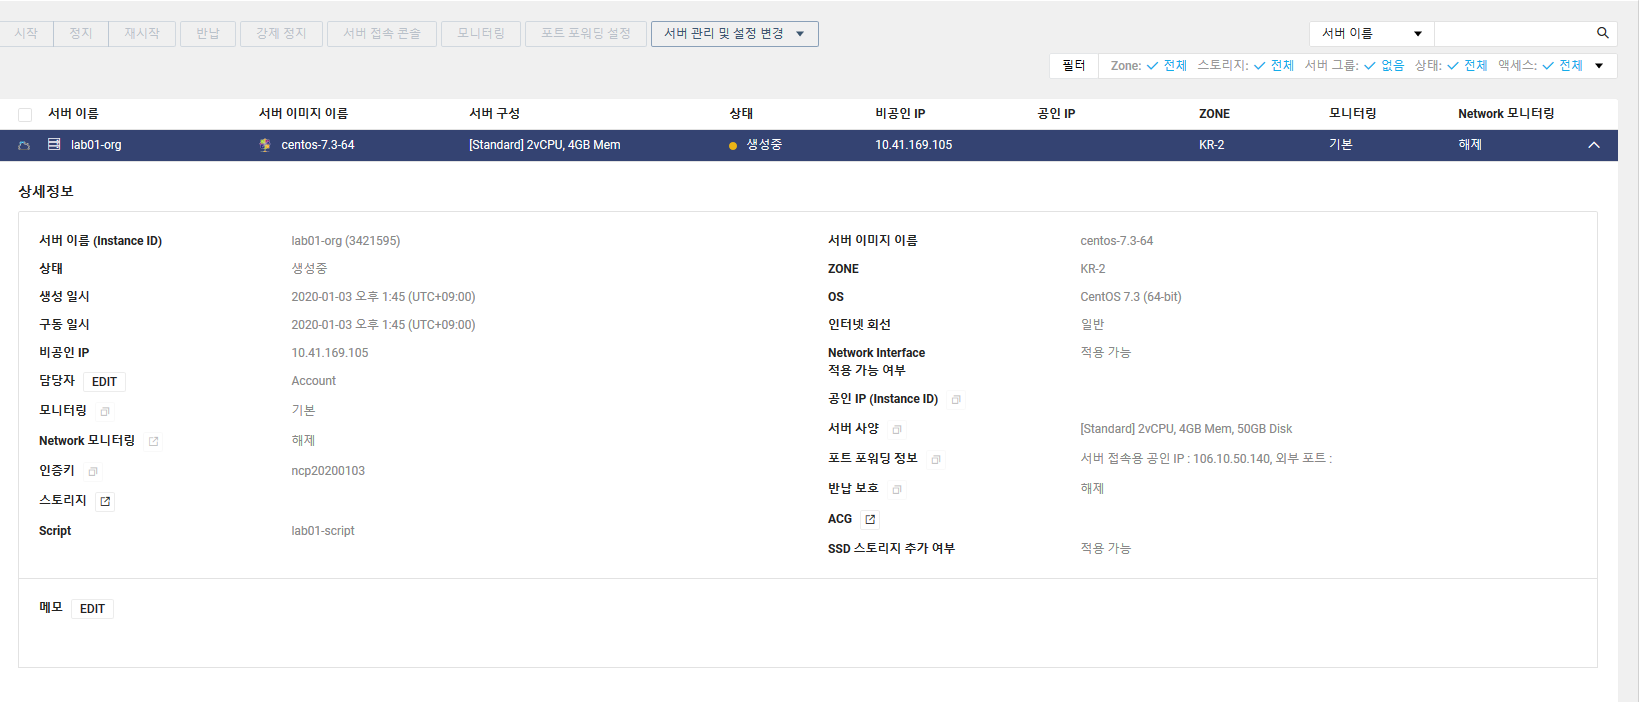 시작 정지 재시작 반납 강제 정지 서버 접속 콘솔 모니터링 포트 포워딩 설정 서버 관리 및 설정 변경 서버 이름
필터 Zone: 전체 스토리지: 전체 서버 그룹: 없음 상태: 전체 액세스: 전체
서버 이름 서버 이미지 이름 서버 구성 상태 비공인 IP 공인 IP ZONE 모니터링 Network 모니터링
lab01-org centos-7.3-64 [Standard] 2vCPU, 4GB Mem 생성중 10.41.169.105 KR-2 기본 해제
상세정보
서버 이름 (Instance ID) lab01-org (3421595) 서버 이미지 이름 centos-7.3-64
상태 생성중 ZONE KR-2
생성 일시 2020-01-03 오후 1:45 (UTC+09:00) OS CentOS 7.3 (64-bit)
구동 일시 2020-01-03 오후 1:45 (UTC+09:00) 인터넷 회선 일반
비공인 IP 10.41.169.105 Network Interface 적용 가능
적용 가능 여부
담당자 EDIT Account
공인 IP (Instance ID)
모니터링 기본
서버 사양 [Standard] 2vCPU, 4GB Mem, 50GB Disk
Network 모니터링 해제
포트 포워딩 정보 서버 접속용 공인 IP : 106.10.50.140, 외부 포트 :
인증키 ncp20200103
반납 보호 해제
스토리지
ACG
Script lab01-script
SSD 스토리지 추가 여부 적용 가능
메모 EDIT